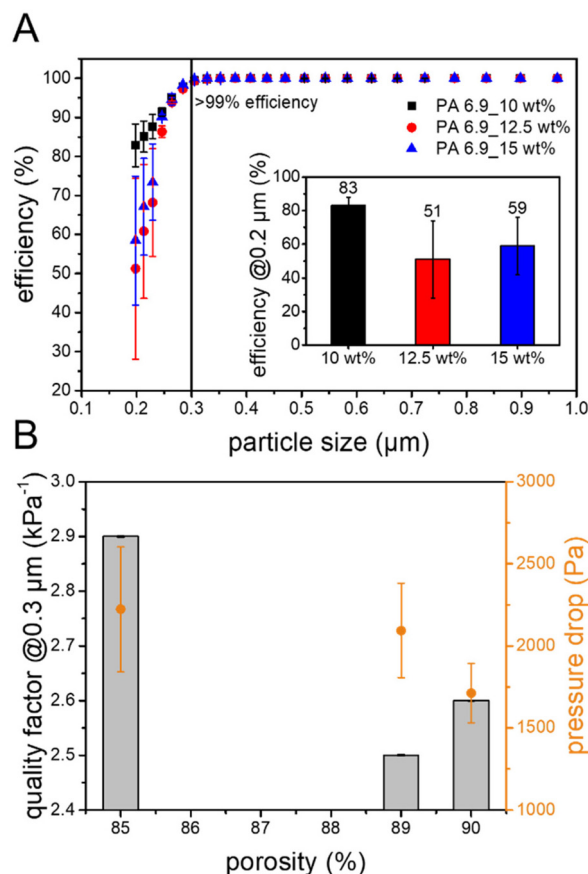 A
efficiency (%)
100
90
80
70
60
50
40
30
20
>99% efficiency
PA 6.9_10 wt%
PA 6.9_12.5 wt%
PA 6.9_15 wt%
efficiency @0.2 µm (%)
100
80
60
40
20
0
83
51
59
10 wt%
12.5 wt%
15 wt%
0.1 0.2 0.3 0.4 0.5 0.6 0.7 0.8 0.9 1.0
particle size (µm)
B
quality factor @0.3 µm (kPa⁻¹)
3.0
2.9
2.8
2.7
2.6
2.5
2.4
3000
2500
2000
1500
1000
pressure drop (Pa)
85 86 87 88 89 90
porosity (%)